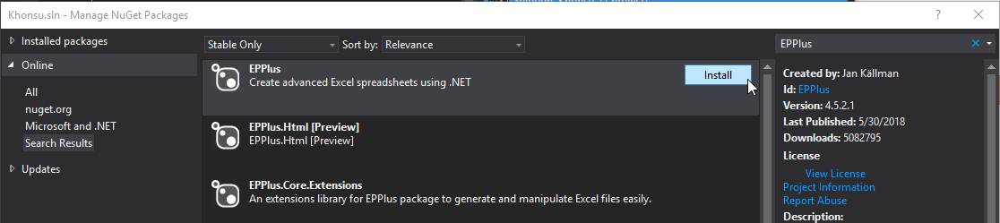 Khonsu.sln - Manage NuGet Packages
Installed packages
Online
All
nuget.org
Microsoft and .NET
Search Results
Updates
Stable Only
Sort by: Relevance
EPPlus
Create advanced Excel spreadsheets using .NET
Install
EPPlus.Html [Preview]
EPPlus.Html [Preview]
EPPlus.Core.Extensions
An extensions library for EPPlus package to generate and manipulate Excel files easily.
EPPlus
Created by: Jan Källman
Id: EPPlus
Version: 4.5.2.1
Last Published: 5/30/2018
Downloads: 5082795
License
View License
Project Information
Report Abuse
Description: